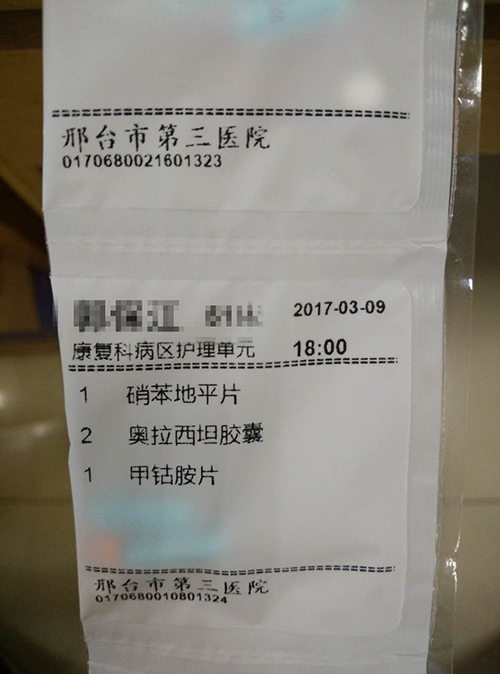 邢台市第三医院
0170680021601323
2017-03-09
康复科病区护理单元 18:00
1 硝苯地平片
2 奥拉西坦胶囊
1 甲钴胺片
邢台市第三医院
0170680010801324